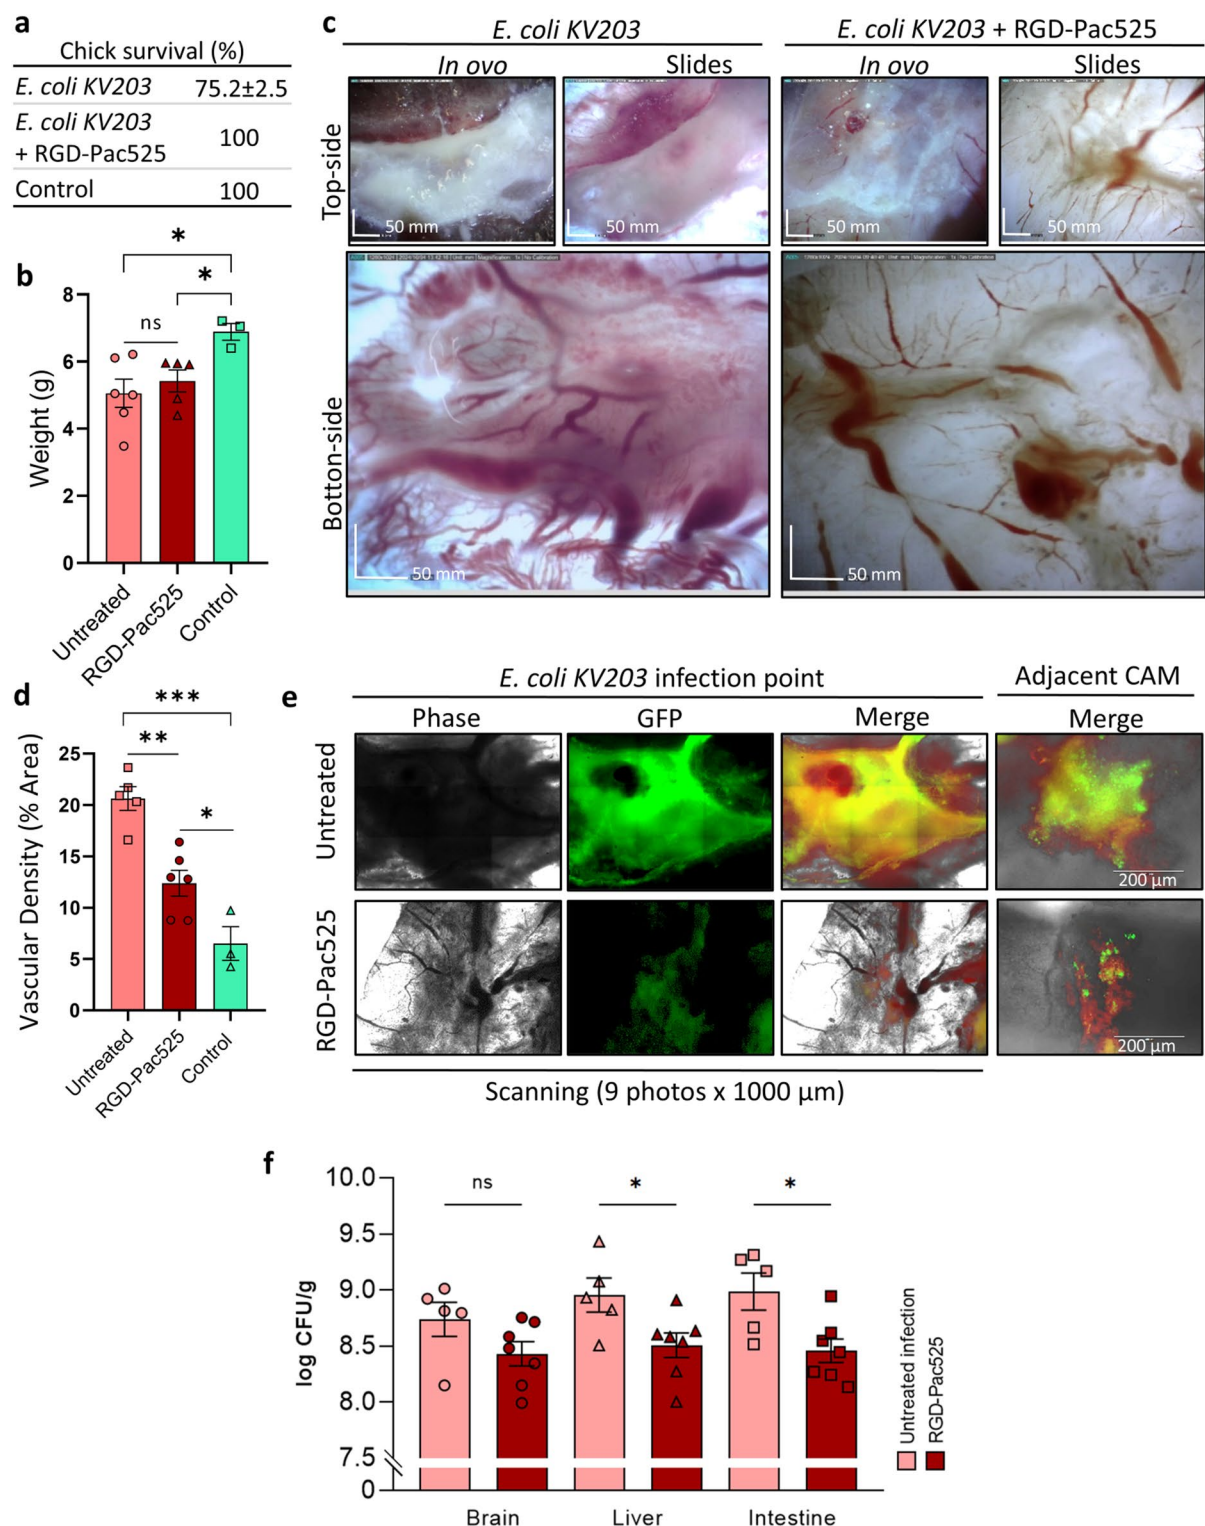 a
Chick survival (%)
E. coli KV203 75.2±2.5
E. coli KV203
+ RGD-Pac525 100
Control 100
b
*
*
ns
Weight (g)
8
6
4
2
0
Untreated
RGD-Pac525
Control
c
E. coli KV203
E. coli KV203 + RGD-Pac525
In ovo
Slides
In ovo
Slides
Top-side
50 mm
50 mm
50 mm
50 mm
Botton-side
50 mm
50 mm
d
***
**
*
Vascular Density (% Area)
25
20
15
10
5
0
Untreated
RGD-Pac525
Control
e
E. coli KV203 infection point
Adjacent CAM
Phase
GFP
Merge
Merge
Untreated
200 µm
RGD-Pac525
200 µm
Scanning (9 photos x 1000 µm)
f
log CFU/g
10.0
9.5
9.0
8.5
8.0
7.5
0
ns
*
*
Brain
Liver
Intestine
Untreated infection
RGD-Pac525